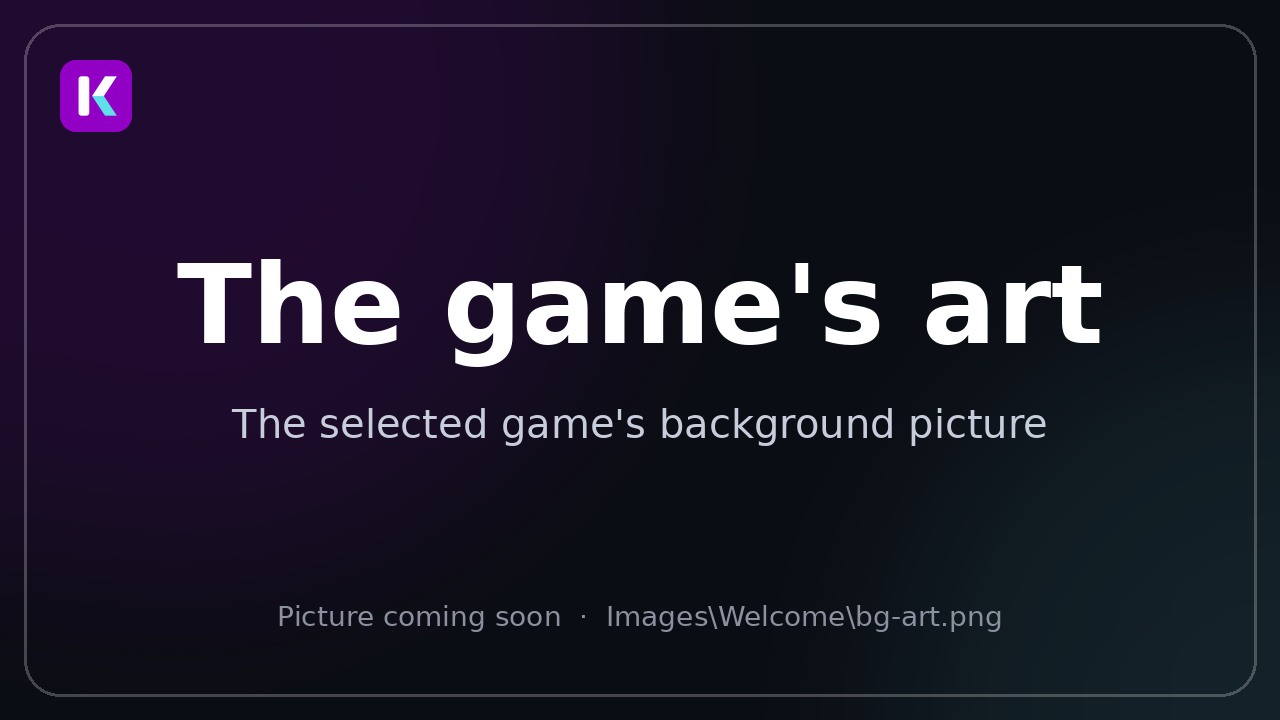 K
The game's art
The selected game's background picture
Picture coming soon · Images\Welcome\bg-art.png